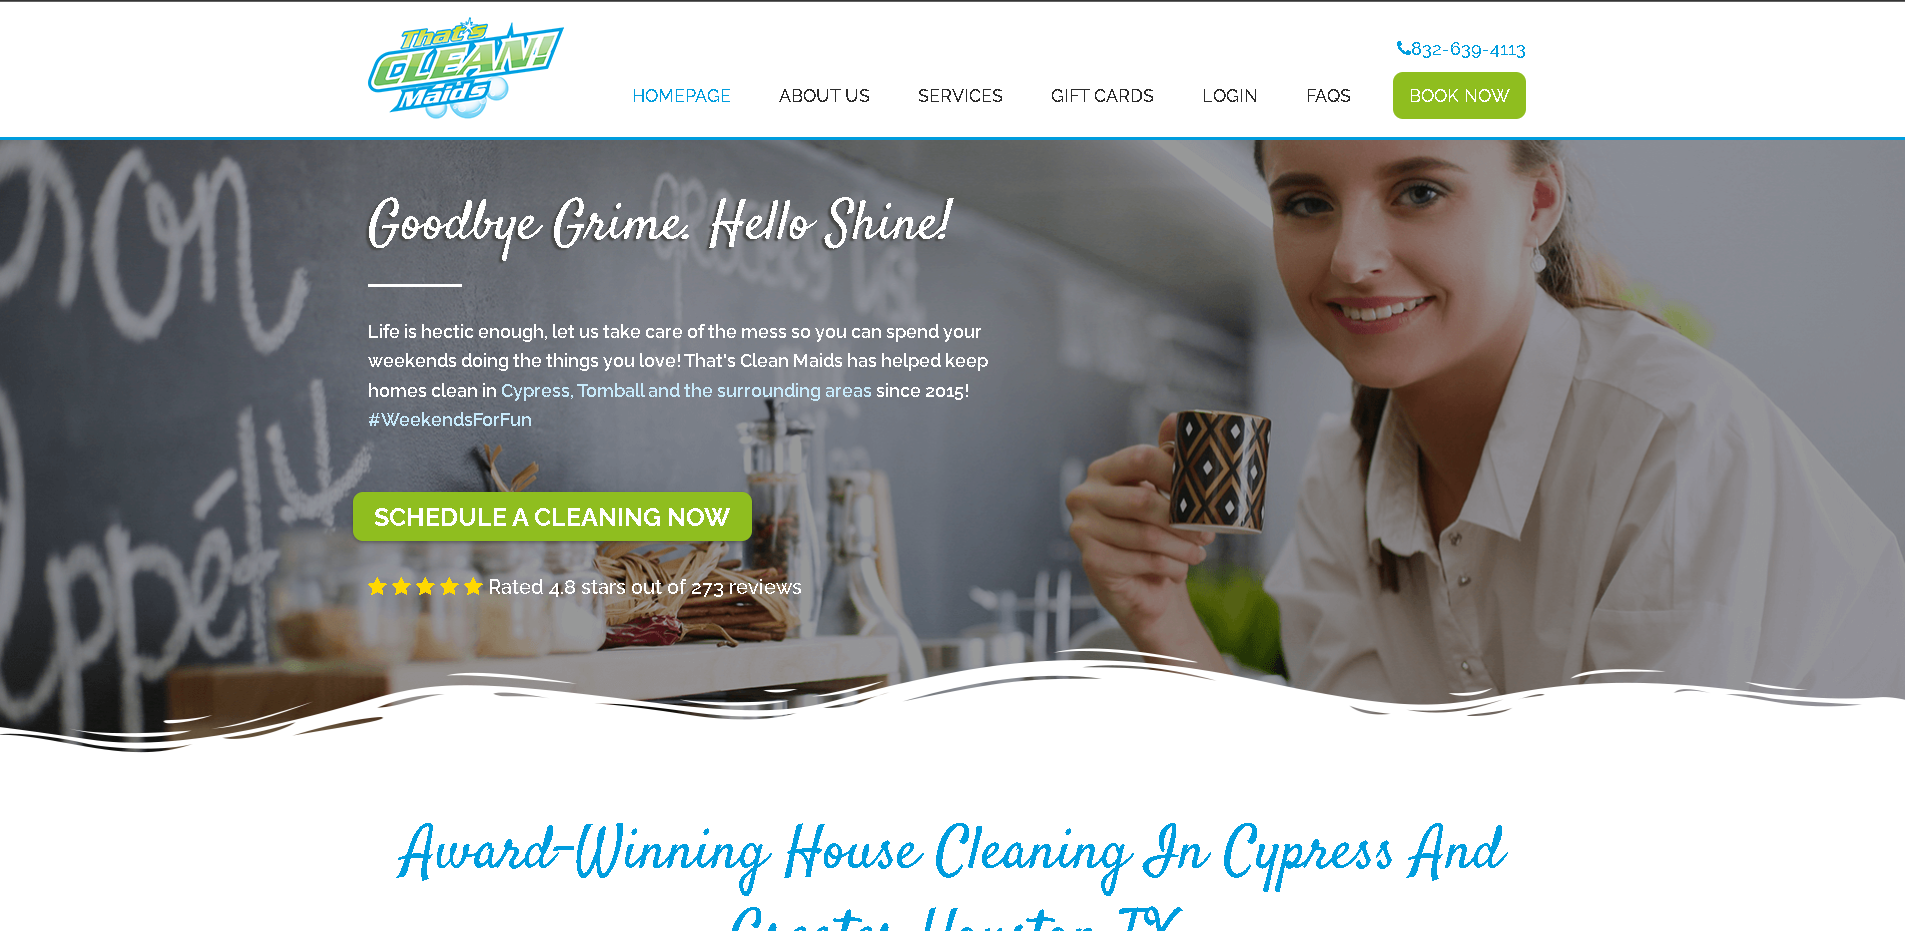 That's
CLEAN!
Maids
832-639-4113
HOMEPAGE
ABOUT US
SERVICES
GIFT CARDS
LOGIN
FAQS
BOOK NOW
Goodbye Grime. Hello Shine!
Life is hectic enough, let us take care of the mess so you can spend your
weekends doing the things you love! That's Clean Maids has helped keep
homes clean in Cypress, Tomball and the surrounding areas since 2015!
#WeekendsForFun
SCHEDULE A CLEANING NOW
Rated 4.8 stars out of 273 reviews
Award-Winning House Cleaning In Cypress And
Greater Houston TX